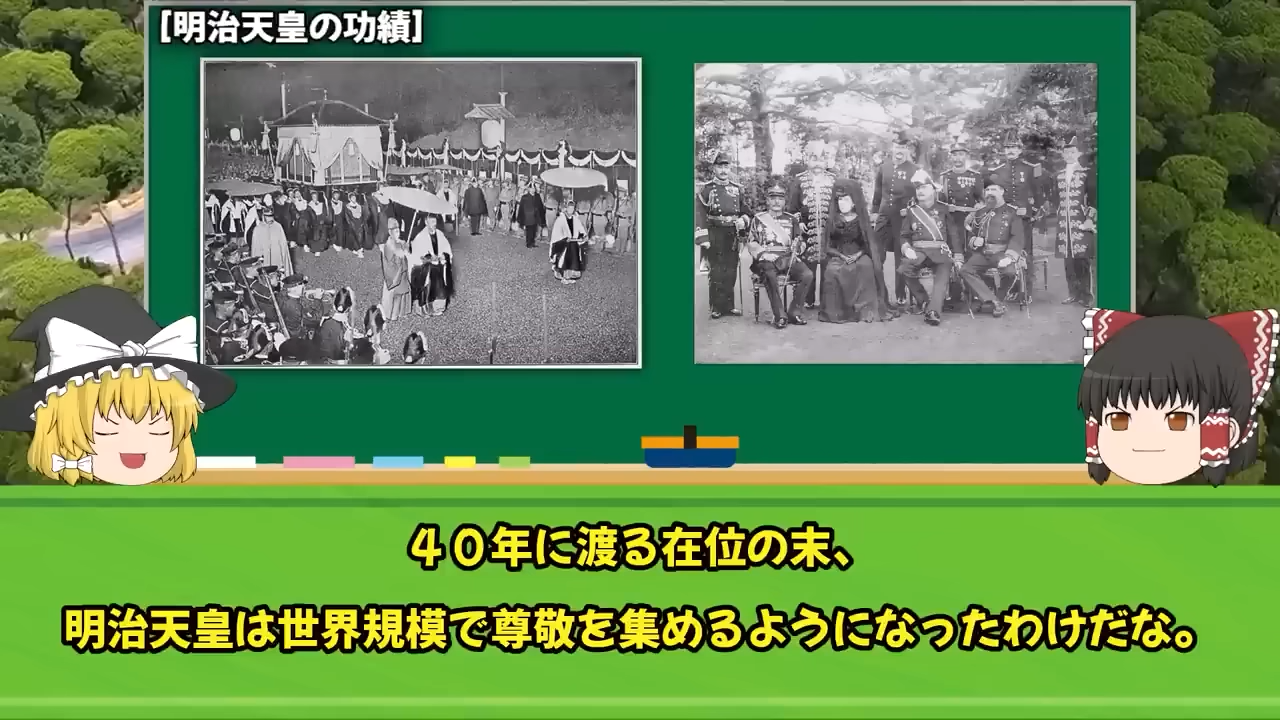 [明治天皇の功績]
４０年に渡る在位の末、
明治天皇は世界規模で尊敬を集めるようになったわけだな。